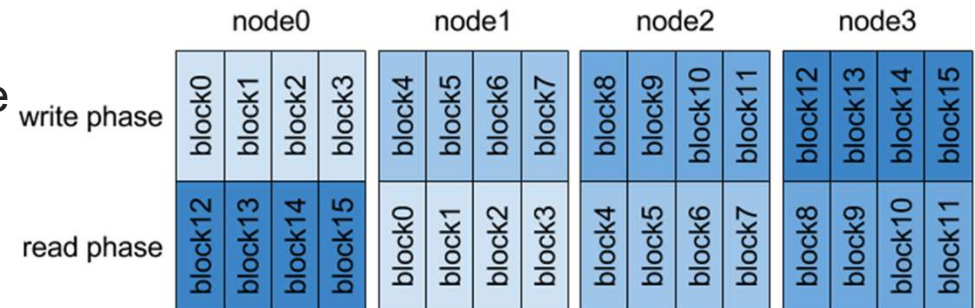 node0 node1 node2 node3
e
write phase block0 block1 block2 block3 block4 block5 block6 block7 block8 block9 block10 block11 block12 block13 block14 block15
read phase block12 block13 block14 block15 block0 block1 block2 block3 block4 block5 block6 block7 block8 block9 block10 block11